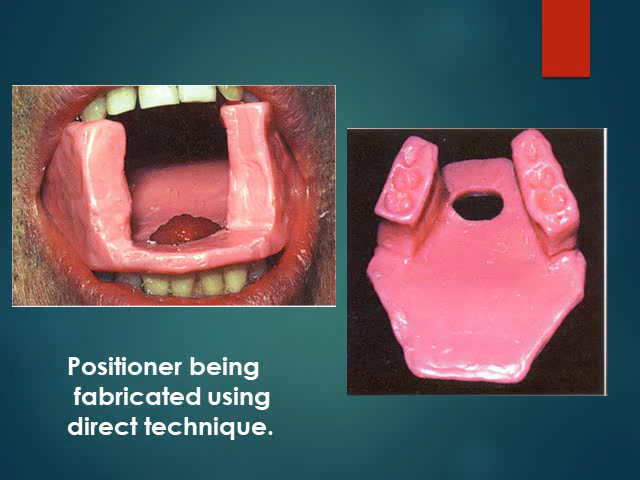 Positioner being
fabricated using
direct technique.